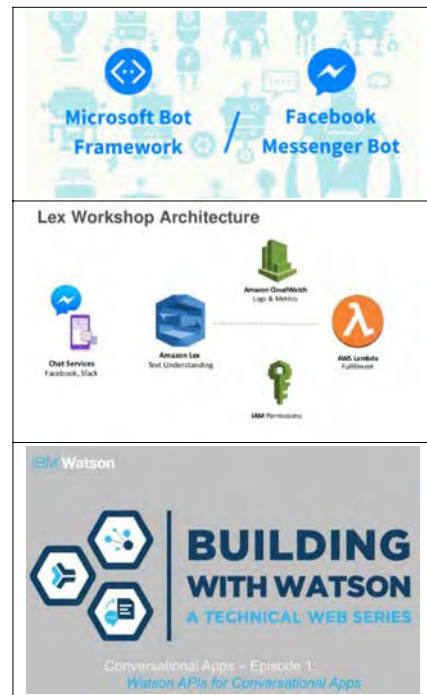 Microsoft Bot
Framework
/
Facebook
Messenger Bot
Lex Workshop Architecture
Amazon CloudWatch
Logs & Metrics
Chat Services
Facebook, Slack
Amazon Lex
Text Understanding
AWS Lambda
Fulfillment
IAM Permissions
IBM Watson
BUILDING
WITH WATSON
A TECHNICAL WEB SERIES
Conversational Apps – Episode 1:
Watson APIs for Conversational Apps